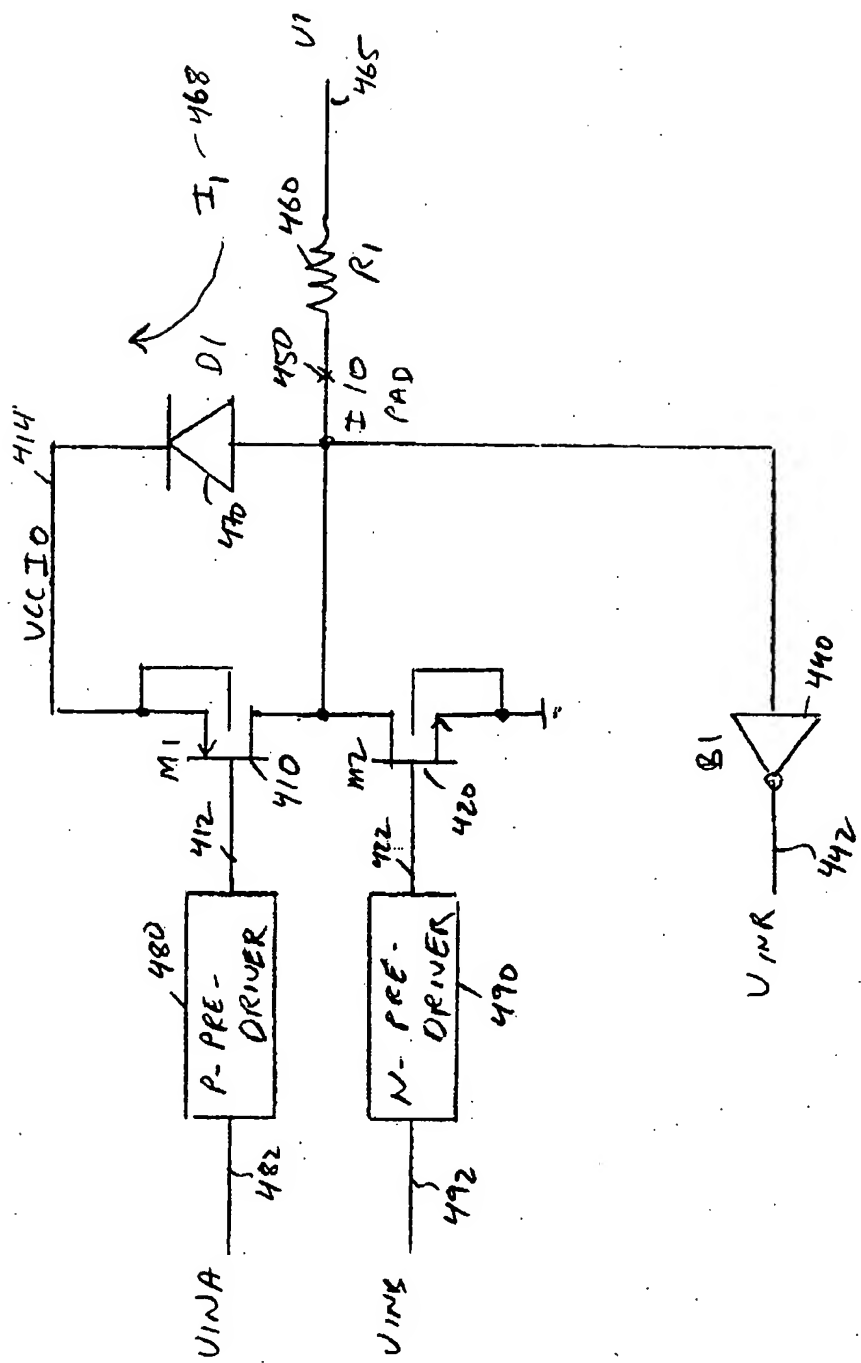 VCC IO
414
I1 - 468
D1
470
M1
410
412
480
P-PRE-
DRIVER
482
VINA
450
I/O
PAD
460
R1
V1
465
M2
420
422
N-PRE-
DRIVER
490
492
VINB
B1
440
442
VINR